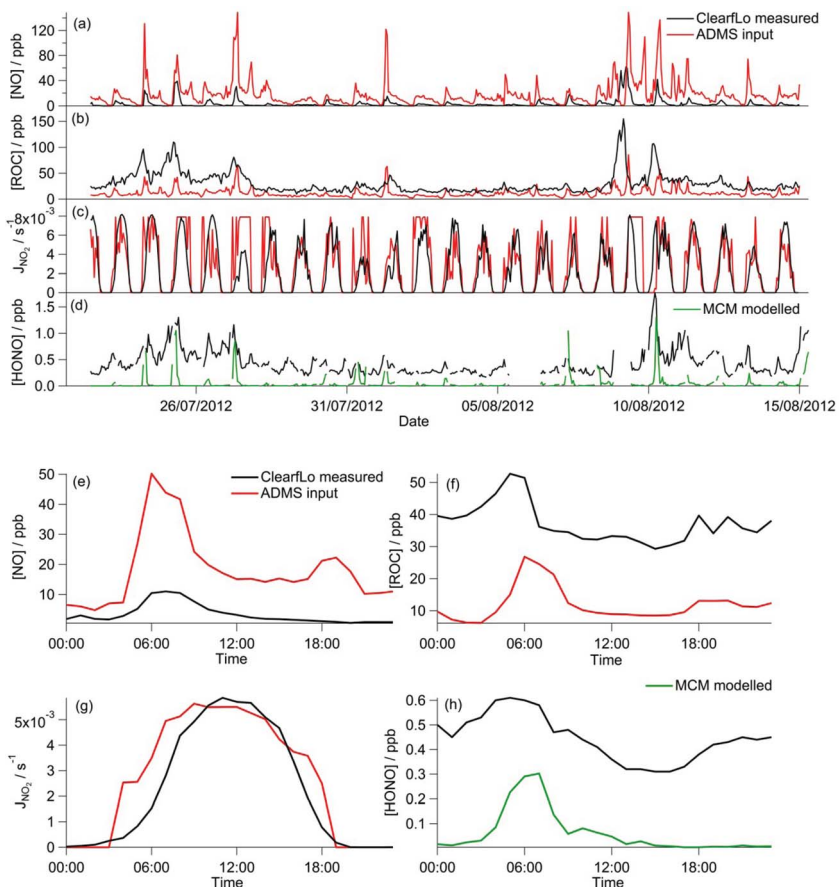 (a)
ClearfLo measured
ADMS input
[NO] / ppb
120
80
40
0
(b)
[ROC] / ppb
150
100
50
0
(c)
J NO2 / s-1
8x10-3
6
4
2
0
(d)
MCM modelled
[HONO] / ppb
1.5
1.0
0.5
0.0
26/07/2012 31/07/2012 05/08/2012 10/08/2012 15/08/2012
Date
(e)
ClearfLo measured
ADMS input
[NO] / ppb
50
40
30
20
10
00:00 06:00 12:00 18:00
Time
(f)
[ROC] / ppb
50
40
30
20
10
00:00 06:00 12:00 18:00
Time
(g)
J NO2 / s-1
5x10-3
4
3
2
1
0
00:00 06:00 12:00 18:00
Time
MCM modelled
(h)
[HONO] / ppb
0.6
0.5
0.4
0.3
0.2
0.1
00:00 06:00 12:00 18:00
Time